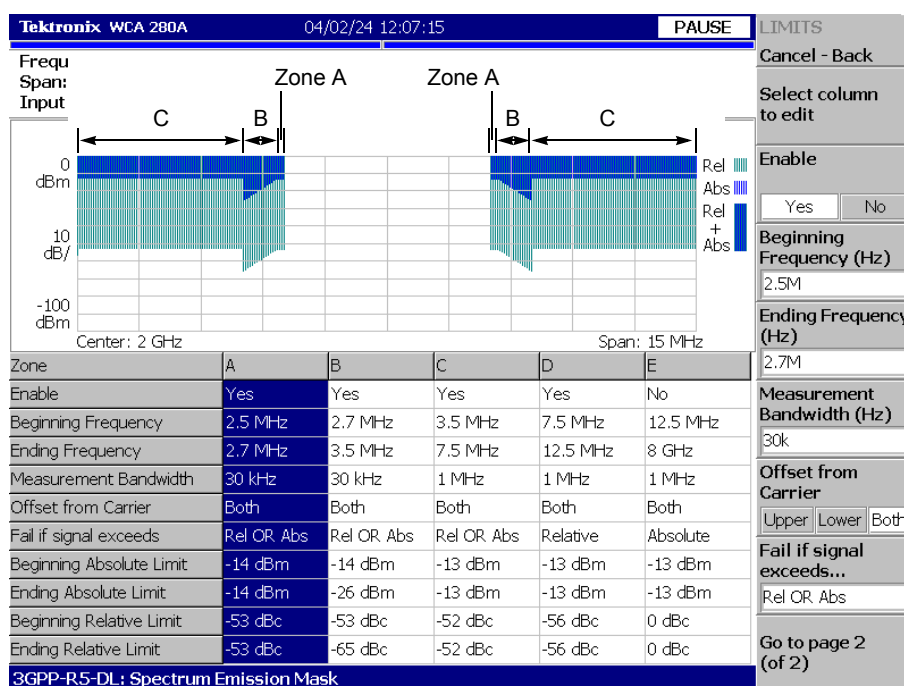 Tektronix WCA 280A 04/02/24 12:07:15 PAUSE
Frequ
Span:
Input
Zone A Zone A
C B B C
0
dBm
10
dB/
-100
dBm
Rel
Abs
Rel
+
Abs
Center: 2 GHz Span: 15 MHz
Zone A B C D E
Enable Yes Yes Yes Yes No
Beginning Frequency 2.5 MHz 2.7 MHz 3.5 MHz 7.5 MHz 12.5 MHz
Ending Frequency 2.7 MHz 3.5 MHz 7.5 MHz 12.5 MHz 8 GHz
Measurement Bandwidth 30 kHz 30 kHz 1 MHz 1 MHz 1 MHz
Offset from Carrier Both Both Both Both Both
Fail if signal exceeds Rel OR Abs Rel OR Abs Rel OR Abs Relative Absolute
Beginning Absolute Limit -14 dBm -14 dBm -13 dBm -13 dBm -13 dBm
Ending Absolute Limit -14 dBm -26 dBm -13 dBm -13 dBm -13 dBm
Beginning Relative Limit -53 dBc -53 dBc -52 dBc -56 dBc 0 dBc
Ending Relative Limit -53 dBc -65 dBc -52 dBc -56 dBc 0 dBc
3GPP-R5-DL: Spectrum Emission Mask
LIMITS
Cancel - Back
Select column
to edit
Enable
Yes No
Beginning
Frequency (Hz)
2.5M
Ending Frequency
(Hz)
2.7M
Measurement
Bandwidth (Hz)
30k
Offset from
Carrier
Upper Lower Both
Fail if signal
exceeds...
Rel OR Abs
Go to page 2
(of 2)